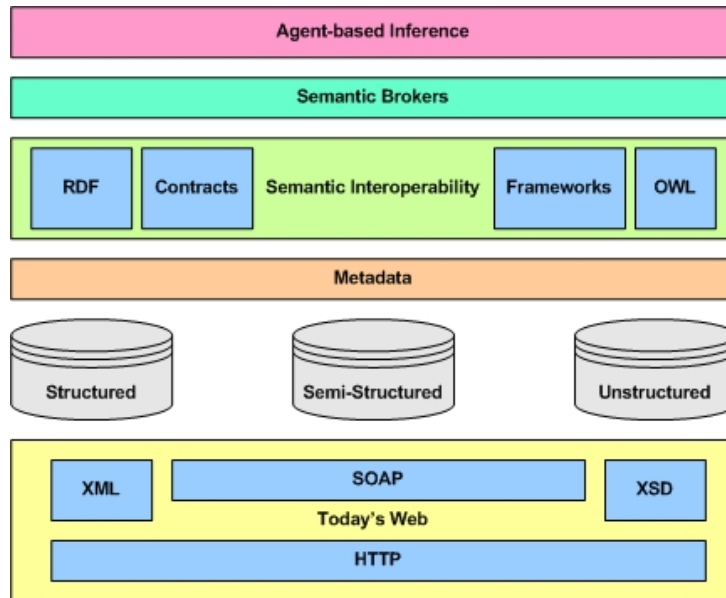 Agent-based Inference
Semantic Brokers
RDF
Contracts
Semantic Interoperability
Frameworks
OWL
Metadata
Structured
Semi-Structured
Unstructured
XML
SOAP
XSD
Today's Web
HTTP